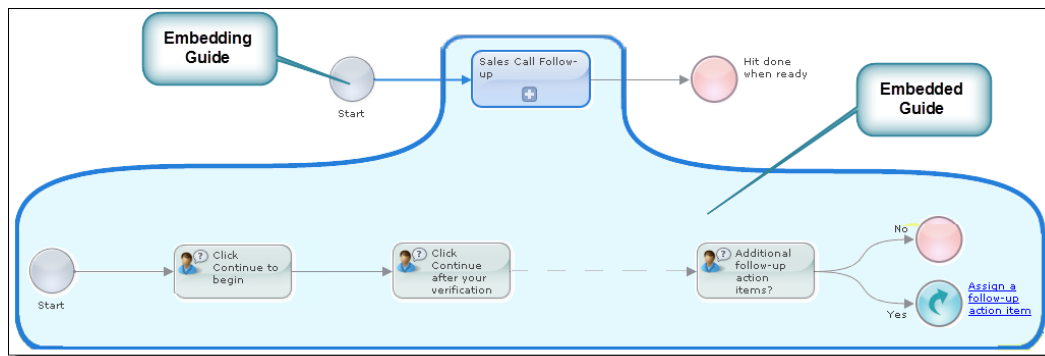 Embedding
Guide
Sales Call Follow-
up
Hit done
when ready
Start
Embedded
Guide
Click
Continue to
begin
Click
Continue
after your
verification
Additional
follow-up
action
items?
No
Start
Yes
Assign a
follow-up
action item